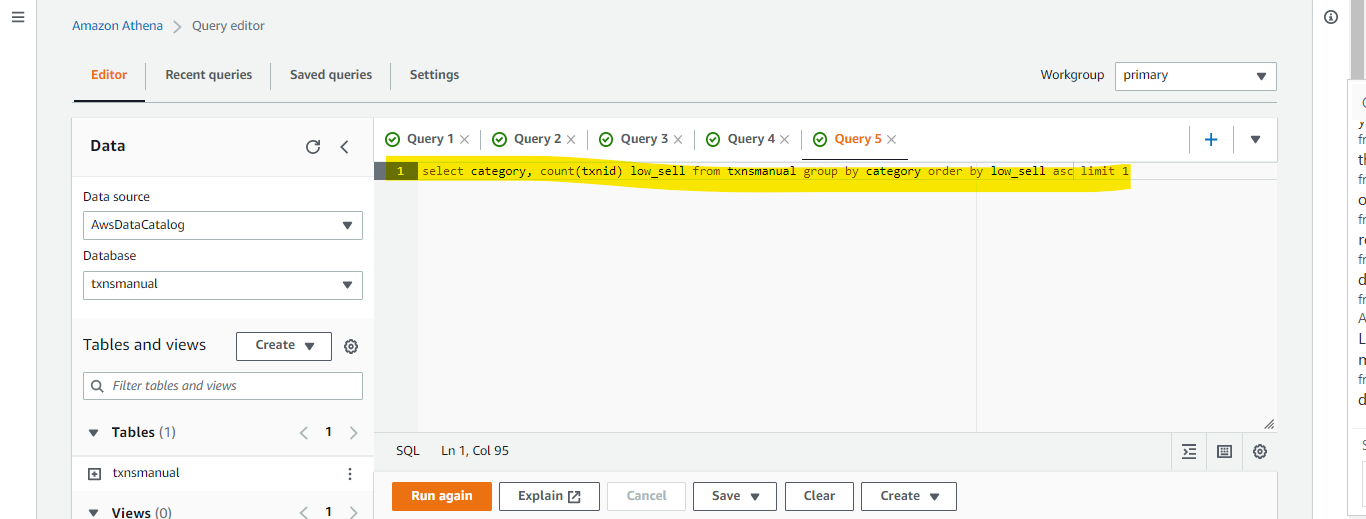 Amazon Athena > Query editor
Editor Recent queries Saved queries Settings
Workgroup primary
Data
Data source
AwsDataCatalog
Database
txnsmanual
Tables and views Create
Filter tables and views
Tables (1) < 1 >
txnsmanual
Views (0) < 1 >
Query 1 Query 2 Query 3 Query 4 Query 5
1 select category, count(txnid) low_sell from txnsmanual group by category order by low_sell asc limit 1
SQL Ln 1, Col 95
Run again Explain Cancel Save Clear Create